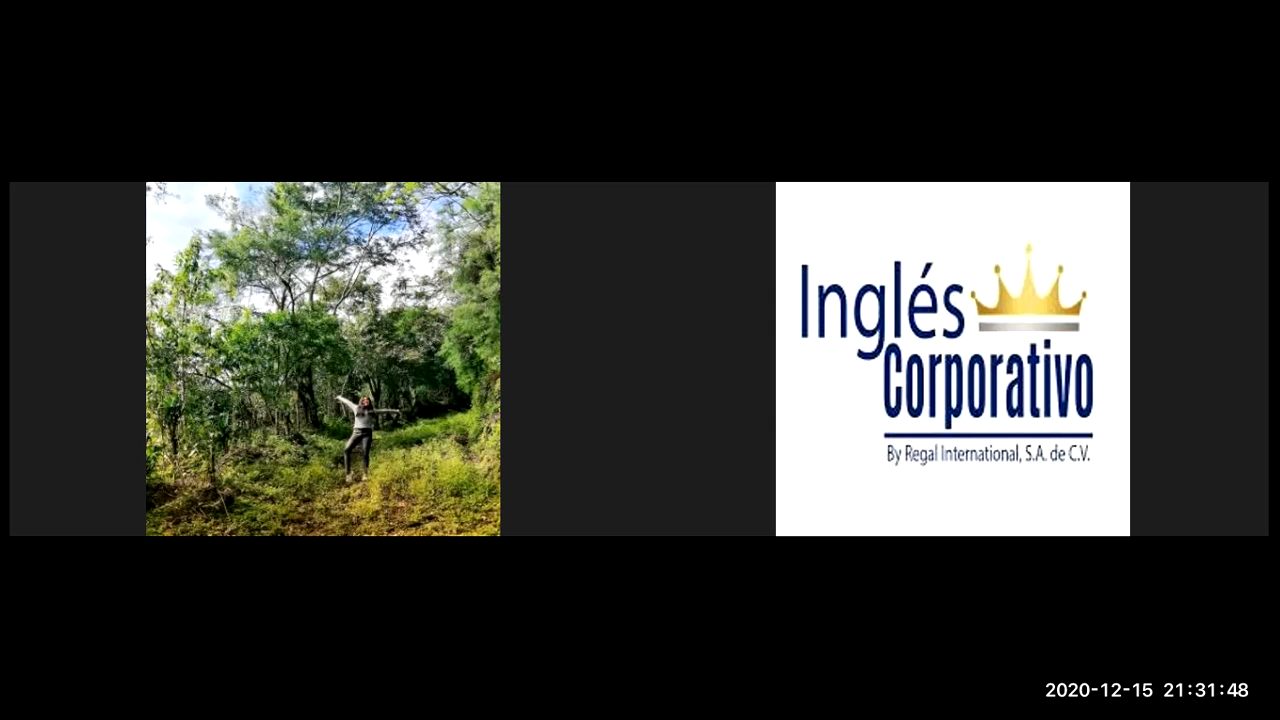 Inglés
Corporativo
By Regal International, S.A. de C.V.
2020-12-15 21:31:48